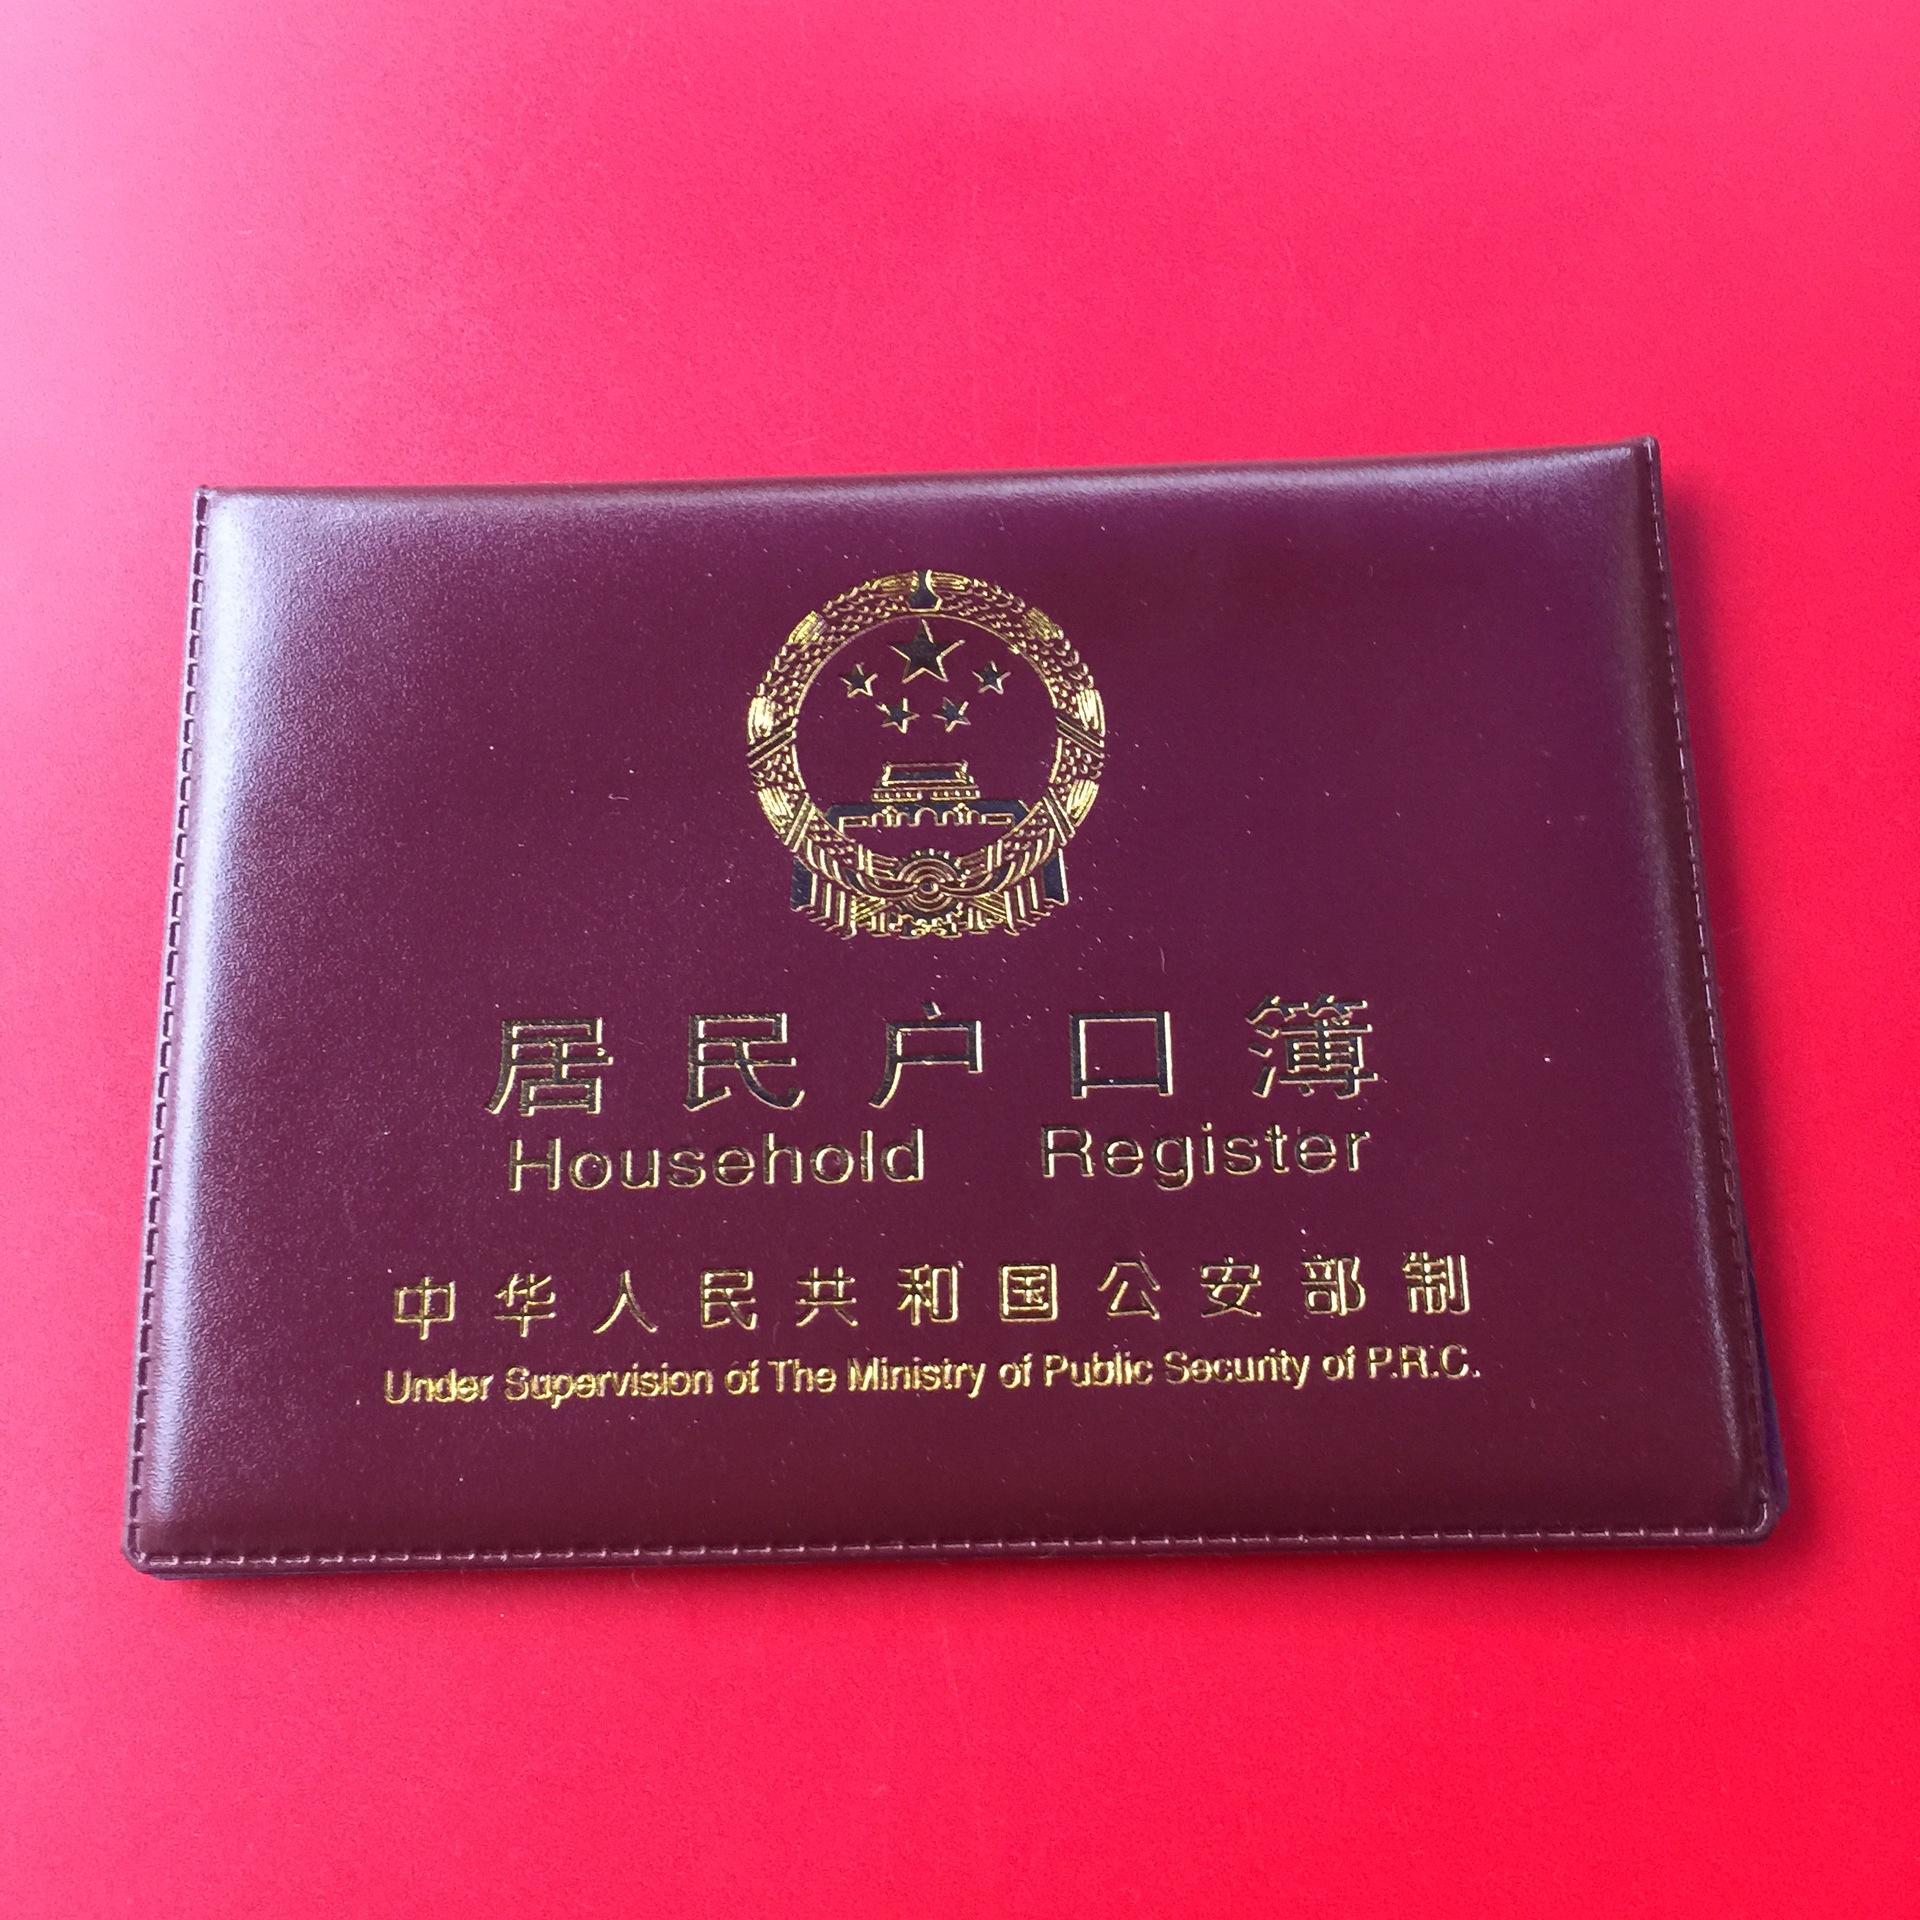 居民户口簿
Household Register
中华人民共和国公安部制
Under Supervision of The Ministry of Public Security of P.R.C.